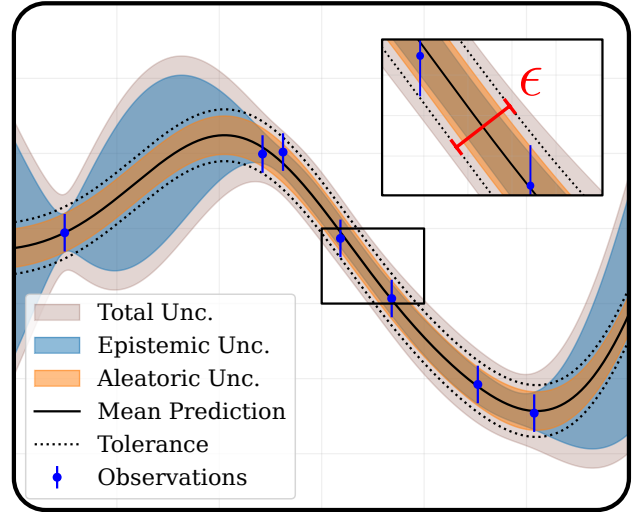 ϵ
Total Unc.
Epistemic Unc.
Aleatoric Unc.
Mean Prediction
Tolerance
Observations